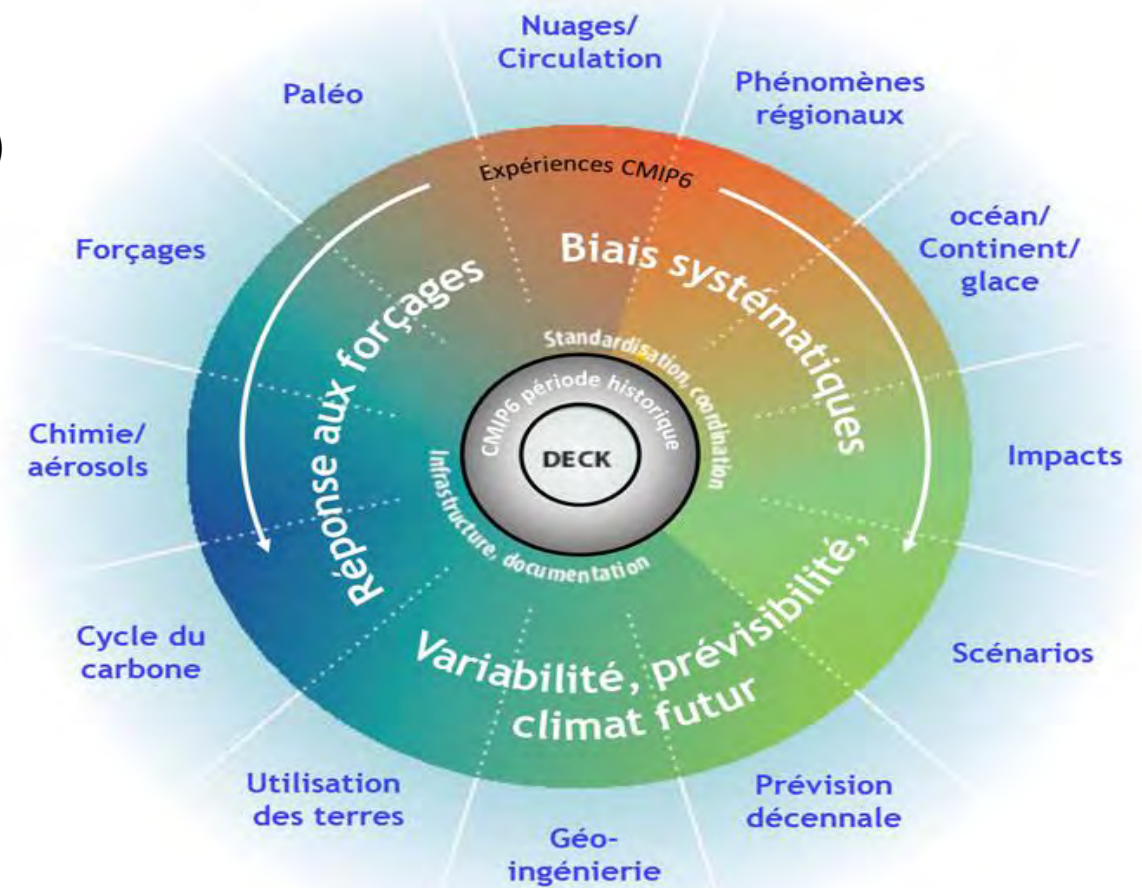 Nuages/
Circulation
Phénomènes
régionaux
océan/
Continent/
glace
Impacts
Scénarios
Prévision
décennale
Géo-
ingénierie
Utilisation
des terres
Cycle du
carbone
Chimie/
aérosols
Forçages
Paléo
)
Expériences CMIP6
Biais systématiques
Réponse aux forçages
Variabilité, prévisibilité,
climat futur
Standardisation, coordination
Infrastructure, documentation
CMIP6 période historique
DECK